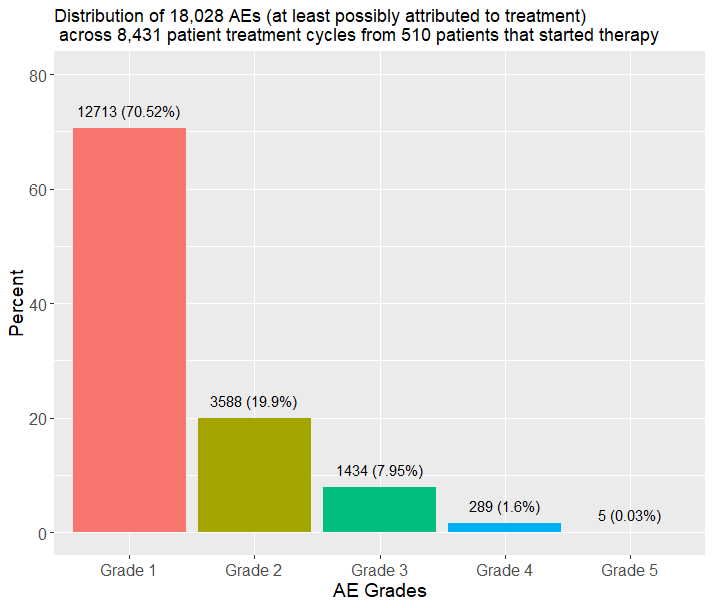 Distribution of 18,028 AEs (at least possibly attributed to treatment)
across 8,431 patient treatment cycles from 510 patients that started therapy
80
60
40
20
0
Percent
12713 (70.52%)
3588 (19.9%)
1434 (7.95%)
289 (1.6%)
5 (0.03%)
Grade 1
Grade 2
Grade 3
Grade 4
Grade 5
AE Grades